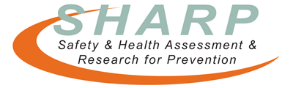 SHARP
Safety & Health Assessment &
Research for Prevention